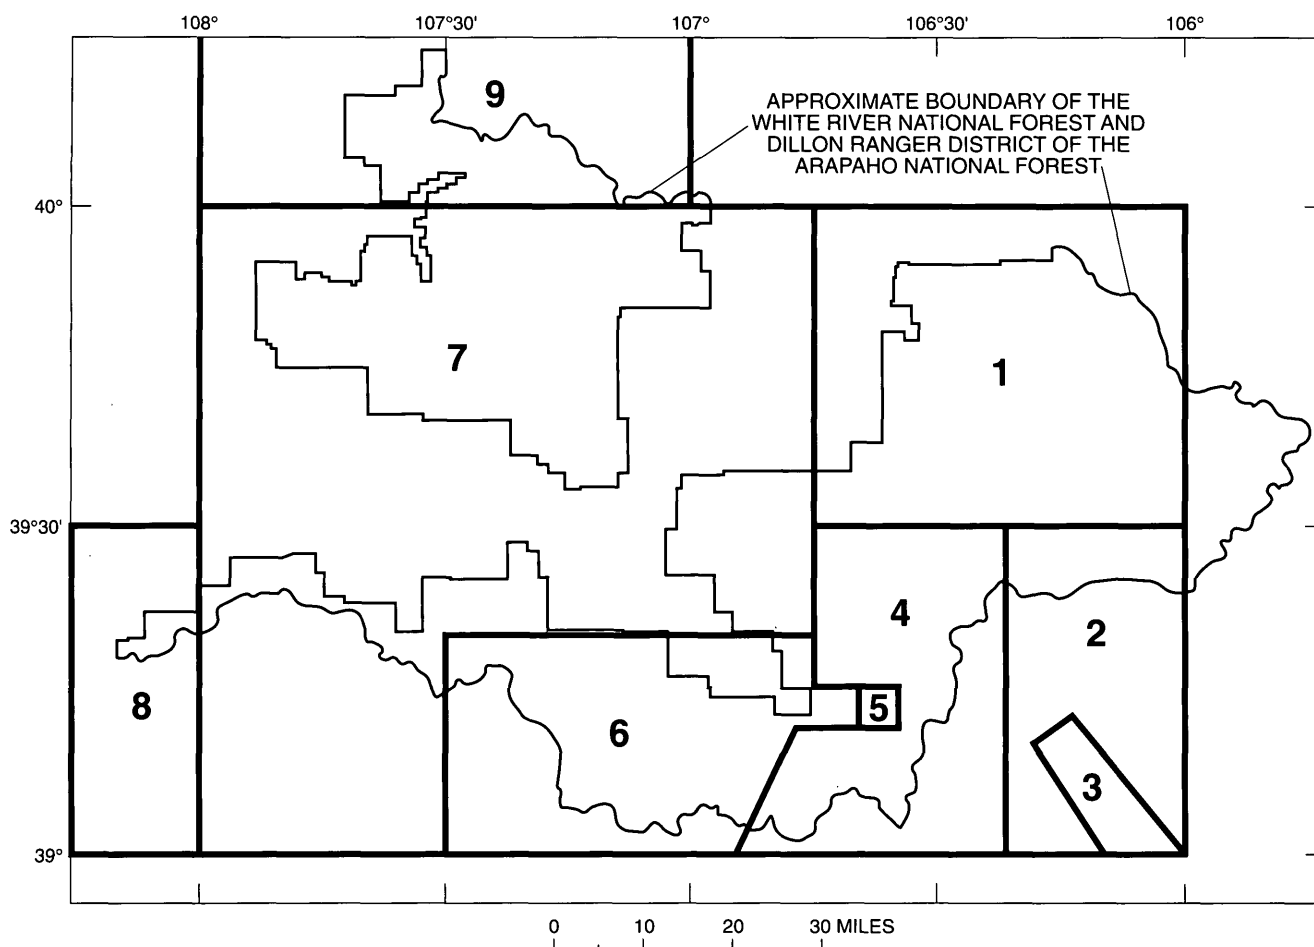 108° 107°30' 107° 106°30' 106°
9
APPROXIMATE BOUNDARY OF THE
WHITE RIVER NATIONAL FOREST AND
DILLON RANGER DISTRICT OF THE
ARAPAHO NATIONAL FOREST
40°
7
1
39°30'
4
2
8
5
6
3
39°
0 10 20 30 MILES